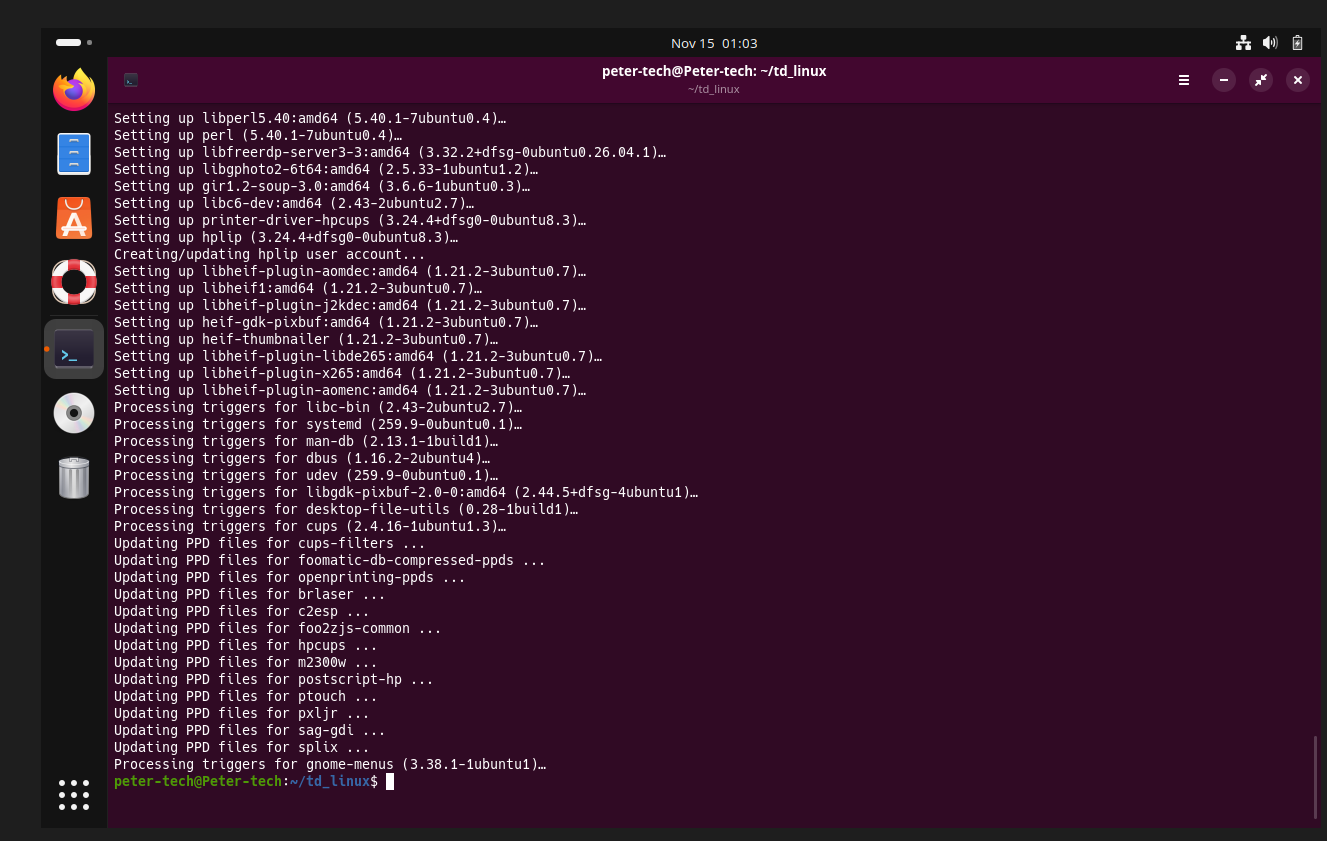 Nov 15 01:03
peter-tech@Peter-tech: ~/td_linux
~/td_linux
Setting up libperl5.40:amd64 (5.40.1-7ubuntu0.4)…
Setting up perl (5.40.1-7ubuntu0.4)…
Setting up libfreerdp-server3-3:amd64 (3.32.2+dfsg-0ubuntu0.26.04.1)…
Setting up libgphoto2-6t64:amd64 (2.5.33-1ubuntu1.2)…
Setting up gir1.2-soup-3.0:amd64 (3.6.6-1ubuntu0.3)…
Setting up libc6-dev:amd64 (2.43-2ubuntu2.7)…
Setting up printer-driver-hpcups (3.24.4+dfsg0-0ubuntu8.3)…
Setting up hplip (3.24.4+dfsg0-0ubuntu8.3)…
Creating/updating hplip user account...
Setting up libheif-plugin-aomdec:amd64 (1.21.2-3ubuntu0.7)…
Setting up libheif1:amd64 (1.21.2-3ubuntu0.7)…
Setting up libheif-plugin-j2kdec:amd64 (1.21.2-3ubuntu0.7)…
Setting up heif-gdk-pixbuf:amd64 (1.21.2-3ubuntu0.7)…
Setting up heif-thumbnailer (1.21.2-3ubuntu0.7)…
Setting up libheif-plugin-libde265:amd64 (1.21.2-3ubuntu0.7)…
Setting up libheif-plugin-x265:amd64 (1.21.2-3ubuntu0.7)…
Setting up libheif-plugin-aomenc:amd64 (1.21.2-3ubuntu0.7)…
Processing triggers for libc-bin (2.43-2ubuntu2.7)…
Processing triggers for systemd (259.9-0ubuntu0.1)…
Processing triggers for man-db (2.13.1-1build1)…
Processing triggers for dbus (1.16.2-2ubuntu4)…
Processing triggers for udev (259.9-0ubuntu0.1)…
Processing triggers for libgdk-pixbuf-2.0-0:amd64 (2.44.5+dfsg-4ubuntu1)…
Processing triggers for desktop-file-utils (0.28-1build1)…
Processing triggers for cups (2.4.16-1ubuntu1.3)…
Updating PPD files for cups-filters ...
Updating PPD files for foomatic-db-compressed-ppds ...
Updating PPD files for openprinting-ppds ...
Updating PPD files for brlaser ...
Updating PPD files for c2esp ...
Updating PPD files for foo2zjs-common ...
Updating PPD files for hpcups ...
Updating PPD files for m2300w ...
Updating PPD files for postscript-hp ...
Updating PPD files for ptouch ...
Updating PPD files for pxljr ...
Updating PPD files for sag-gdi ...
Updating PPD files for splix ...
Processing triggers for gnome-menus (3.38.1-1ubuntu1)…
peter-tech@Peter-tech:~/td_linux$